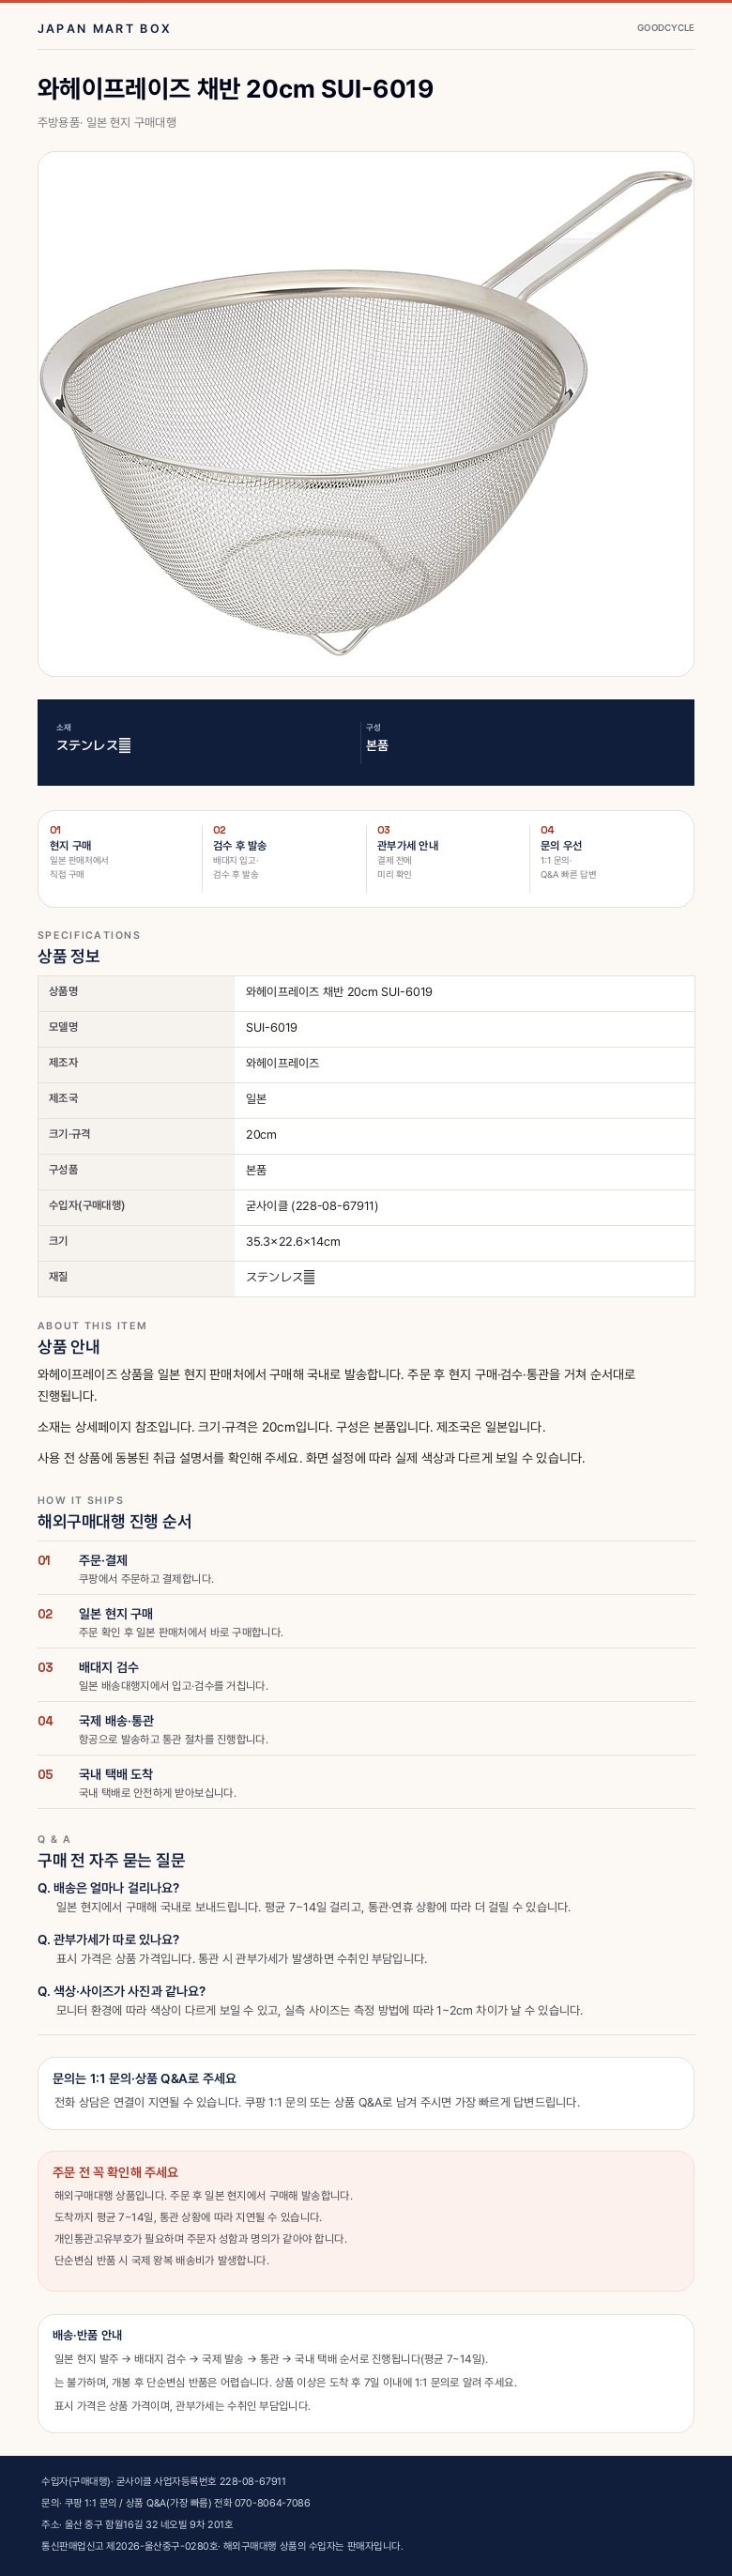 JAPAN MART BOX
GOODCYCLE
와헤이프레이즈 채반 20cm SUI-6019
주방용품· 일본 현지 구매대행
소재
ステンレス
구성
본품
01
현지 구매
일본 판매처에서
직접 구매
02
검수 후 발송
배대지 입고·
검수 후 발송
03
관부가세 안내
결제 전에
미리 확인
04
문의 우선
1:1 문의·
Q&A 빠른 답변
SPECIFICATIONS
상품 정보
상품명 와헤이프레이즈 채반 20cm SUI-6019
모델명 SUI-6019
제조자 와헤이프레이즈
제조국 일본
크기·규격 20cm
구성품 본품
수입자(구매대행) 굳사이클 (228-08-67911)
크기 35.3×22.6×14cm
재질 ステンレス
ABOUT THIS ITEM
상품 안내
와헤이프레이즈 상품을 일본 현지 판매처에서 구매해 국내로 발송합니다. 주문 후 현지 구매·검수·통관을 거쳐 순서대로
진행됩니다.
소재는 상세페이지 참조입니다. 크기·규격은 20cm입니다. 구성은 본품입니다. 제조국은 일본입니다.
사용 전 상품에 동봉된 취급 설명서를 확인해 주세요. 화면 설정에 따라 실제 색상과 다르게 보일 수 있습니다.
HOW IT SHIPS
해외구매대행 진행 순서
01 주문·결제
쿠팡에서 주문하고 결제합니다.
02 일본 현지 구매
주문 확인 후 일본 판매처에서 바로 구매합니다.
03 배대지 검수
일본 배송대행지에서 입고·검수를 거칩니다.
04 국제 배송·통관
항공으로 발송하고 통관 절차를 진행합니다.
05 국내 택배 도착
국내 택배로 안전하게 받아보십니다.
Q & A
구매 전 자주 묻는 질문
Q. 배송은 얼마나 걸리나요?
일본 현지에서 구매해 국내로 보내드립니다. 평균 7~14일 걸리고, 통관·연휴 상황에 따라 더 걸릴 수 있습니다.
Q. 관부가세가 따로 있나요?
표시 가격은 상품 가격입니다. 통관 시 관부가세가 발생하면 수취인 부담입니다.
Q. 색상·사이즈가 사진과 같나요?
모니터 환경에 따라 색상이 다르게 보일 수 있고, 실측 사이즈는 측정 방법에 따라 1~2cm 차이가 날 수 있습니다.
문의는 1:1 문의·상품 Q&A로 주세요
전화 상담은 연결이 지연될 수 있습니다. 쿠팡 1:1 문의 또는 상품 Q&A로 남겨 주시면 가장 빠르게 답변드립니다.
주문 전 꼭 확인해 주세요
해외구매대행 상품입니다. 주문 후 일본 현지에서 구매해 발송합니다.
도착까지 평균 7~14일, 통관 상황에 따라 지연될 수 있습니다.
개인통관고유부호가 필요하며 주문자 성함과 명의가 같아야 합니다.
단순변심 반품 시 국제 왕복 배송비가 발생합니다.
배송·반품 안내
일본 현지 발주 → 배대지 검수 → 국제 발송 → 통관 → 국내 택배 순서로 진행됩니다(평균 7~14일).
는 불가하며, 개봉 후 단순변심 반품은 어렵습니다. 상품 이상은 도착 후 7일 이내에 1:1 문의로 알려 주세요.
표시 가격은 상품 가격이며, 관부가세는 수취인 부담입니다.
수입자(구매대행)· 굳사이클 사업자등록번호 228-08-67911
문의· 쿠팡 1:1 문의 / 상품 Q&A(가장 빠름) 전화 070-8064-7086
주소· 울산 중구 함월16길 32 네오빌 9차 201호
통신판매업신고 제2026-울산중구-0280호· 해외구매대행 상품의 수입자는 판매자입니다.